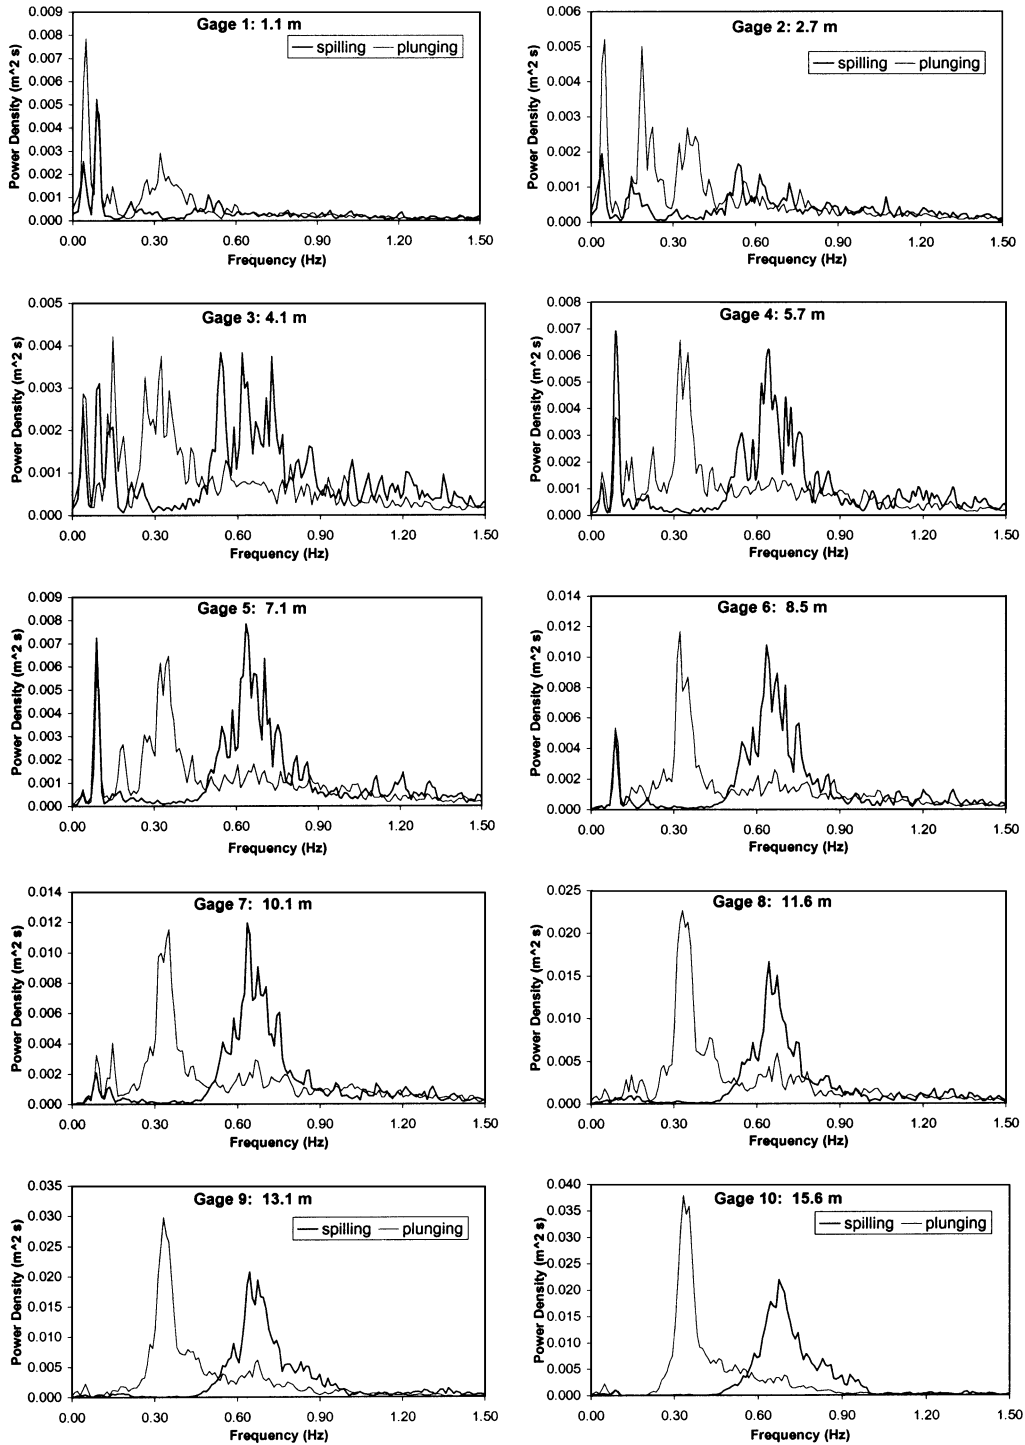 Gage 1: 1.1 m
spilling plunging
Power Density (m^2 s)
0.009
0.008
0.007
0.006
0.005
0.004
0.003
0.002
0.001
0.000
0.00 0.30 0.60 0.90 1.20 1.50
Frequency (Hz)
Gage 2: 2.7 m
spilling plunging
Power Density (m^2 s)
0.006
0.005
0.004
0.003
0.002
0.001
0.000
0.00 0.30 0.60 0.90 1.20 1.50
Frequency (Hz)
Gage 3: 4.1 m
Power Density (m^2 s)
0.005
0.004
0.003
0.002
0.001
0.000
0.00 0.30 0.60 0.90 1.20 1.50
Frequency (Hz)
Gage 4: 5.7 m
Power Density (m^2 s)
0.008
0.007
0.006
0.005
0.004
0.003
0.002
0.001
0.000
0.00 0.30 0.60 0.90 1.20 1.50
Frequency (Hz)
Gage 5: 7.1 m
Power Density (m^2 s)
0.009
0.008
0.007
0.006
0.005
0.004
0.003
0.002
0.001
0.000
0.00 0.30 0.60 0.90 1.20 1.50
Frequency (Hz)
Gage 6: 8.5 m
Power Density (m^2 s)
0.014
0.012
0.010
0.008
0.006
0.004
0.002
0.000
0.00 0.30 0.60 0.90 1.20 1.50
Frequency (Hz)
Gage 7: 10.1 m
Power Density (m^2 s)
0.014
0.012
0.010
0.008
0.006
0.004
0.002
0.000
0.00 0.30 0.60 0.90 1.20 1.50
Frequency (Hz)
Gage 8: 11.6 m
Power Density (m^2 s)
0.025
0.020
0.015
0.010
0.005
0.000
0.00 0.30 0.60 0.90 1.20 1.50
Frequency (Hz)
Gage 9: 13.1 m
spilling plunging
Power Density (m^2 s)
0.035
0.030
0.025
0.020
0.015
0.010
0.005
0.000
0.00 0.30 0.60 0.90 1.20 1.50
Frequency (Hz)
Gage 10: 15.6 m
spilling plunging
Power Density (m^2 s)
0.040
0.035
0.030
0.025
0.020
0.015
0.010
0.005
0.000
0.00 0.30 0.60 0.90 1.20 1.50
Frequency (Hz)